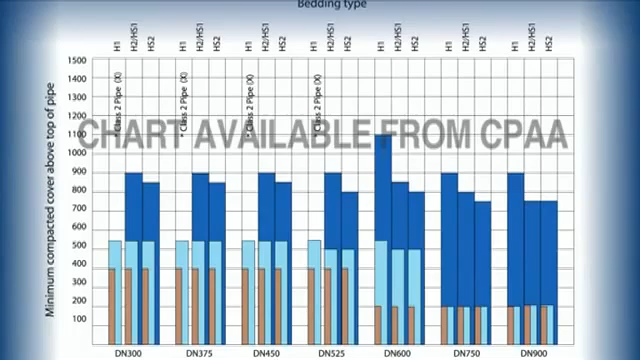 Bedding type
H1 H2/HS1 HS2 H1 H2/HS1 HS2 H1 H2/HS1 HS2 H1 H2/HS1 HS2 H1 H2/HS1 HS2 H1 H2/HS1 HS2 H1 H2/HS1 HS2
Minimum compacted cover above top of pipe
1500
1400
1300
1200
1100
1000
900
800
700
600
500
400
300
200
100
* Class 2 Pipe (X)
* Class 2 Pipe (X)
* Class 2 Pipe (X)
* Class 2 Pipe (X)
CHART AVAILABLE FROM CPAA
DN300 DN375 DN450 DN525 DN600 DN750 DN900